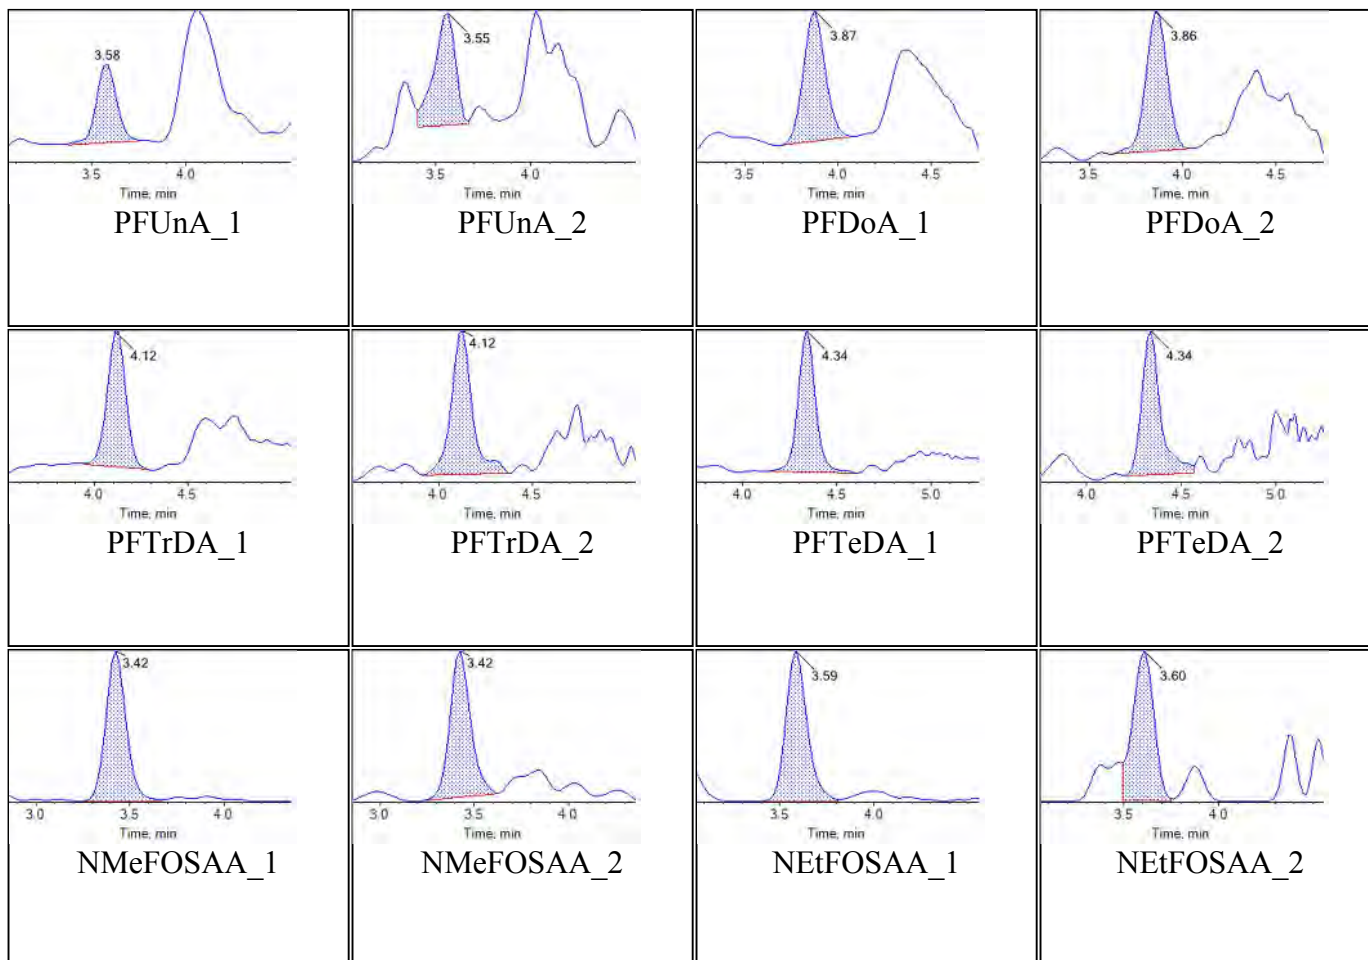 3.58
3.5 4.0
Time, min
PFUnA_1
3.55
3.5 4.0
Time, min
PFUnA_2
3.87
3.5 4.0 4.5
Time, min
PFDoA_1
3.86
3.5 4.0 4.5
Time, min
PFDoA_2
4.12
4.0 4.5
Time, min
PFTrDA_1
4.12
4.0 4.5
Time, min
PFTrDA_2
4.34
4.0 4.5 5.0
Time, min
PFTeDA_1
4.34
4.0 4.5 5.0
Time, min
PFTeDA_2
3.42
3.0 3.5 4.0
Time, min
NMeFOSAA_1
3.42
3.0 3.5 4.0
Time, min
NMeFOSAA_2
3.59
3.5 4.0
Time, min
NEtFOSAA_1
3.60
3.5 4.0
Time, min
NEtFOSAA_2